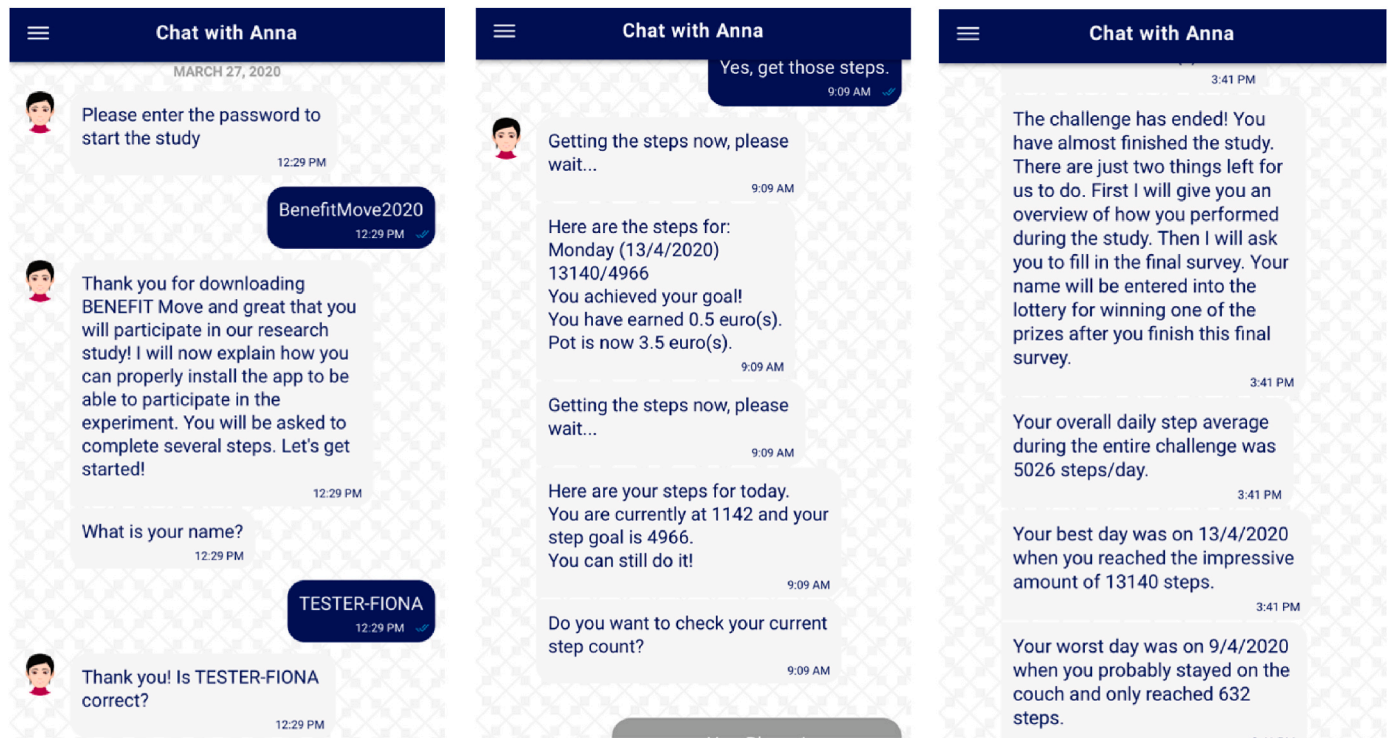 Chat with Anna
MARCH 27, 2020
Please enter the password to
start the study
12:29 PM
BenefitMove2020
12:29 PM
Thank you for downloading
BENEFIT Move and great that you
will participate in our research
study! I will now explain how you
can properly install the app to be
able to participate in the
experiment. You will be asked to
complete several steps. Let's get
started!
12:29 PM
What is your name?
12:29 PM
TESTER-FIONA
12:29 PM
Thank you! Is TESTER-FIONA
correct?
12:29 PM
Chat with Anna
Yes, get those steps.
9:09 AM
Getting the steps now, please
wait...
9:09 AM
Here are the steps for:
Monday (13/4/2020)
13140/4966
You achieved your goal!
You have earned 0.5 euro(s).
Pot is now 3.5 euro(s).
9:09 AM
Getting the steps now, please
wait...
9:09 AM
Here are your steps for today.
You are currently at 1142 and your
step goal is 4966.
You can still do it!
9:09 AM
Do you want to check your current
step count?
9:09 AM
Chat with Anna
3:41 PM
The challenge has ended! You
have almost finished the study.
There are just two things left for
us to do. First I will give you an
overview of how you performed
during the study. Then I will ask
you to fill in the final survey. Your
name will be entered into the
lottery for winning one of the
prizes after you finish this final
survey.
3:41 PM
Your overall daily step average
during the entire challenge was
5026 steps/day.
3:41 PM
Your best day was on 13/4/2020
when you reached the impressive
amount of 13140 steps.
3:41 PM
Your worst day was on 9/4/2020
when you probably stayed on the
couch and only reached 632
steps.